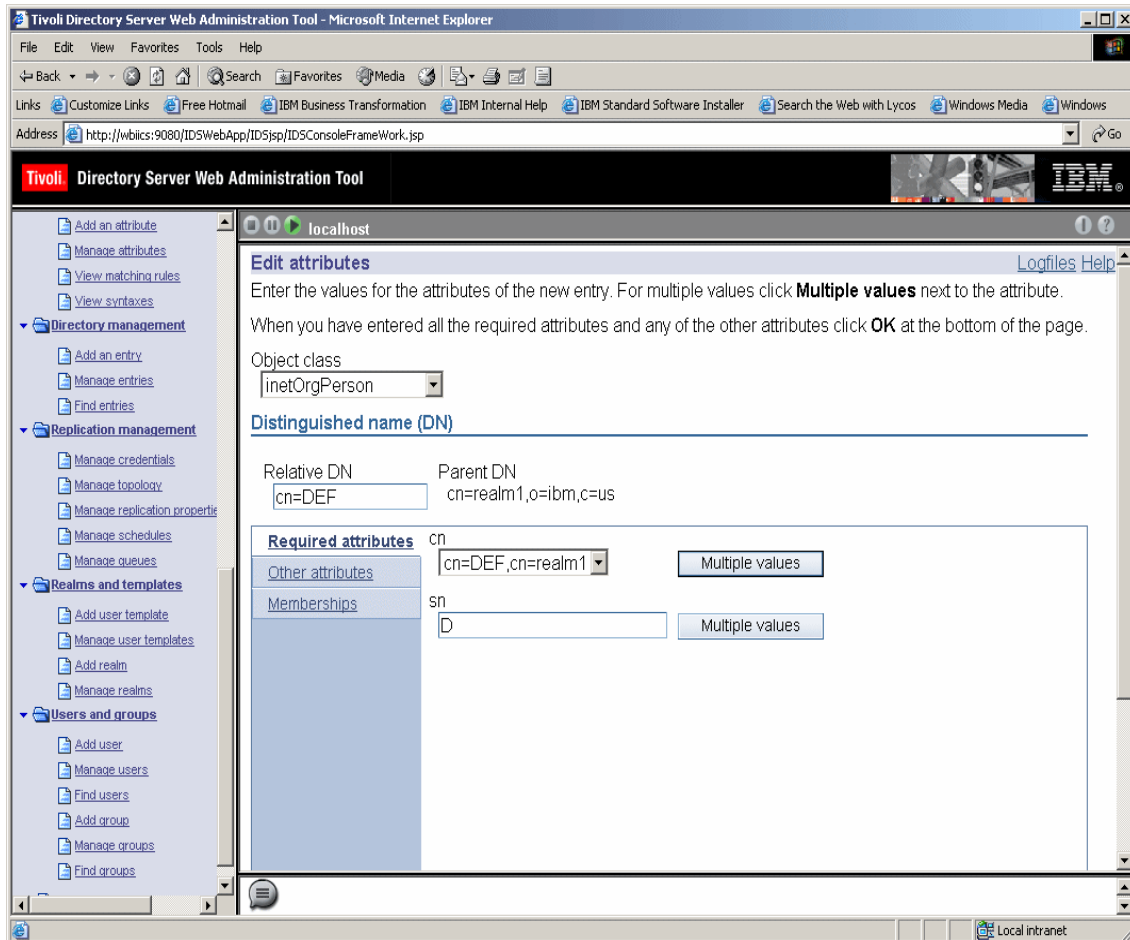 Tivoli Directory Server Web Administration Tool - Microsoft Internet Explorer
File Edit View Favorites Tools Help
Back Search Favorites Media
Links Customize Links Free Hotmail IBM Business Transformation IBM Internal Help IBM Standard Software Installer Search the Web with Lycos Windows Media Windows
Address http://wbiics:9080/IDSWebApp/IDSjsp/IDSConsoleFrameWork.jsp Go
Tivoli. Directory Server Web Administration Tool IBM®
Add an attribute
Manage attributes
View matching rules
View syntaxes
Directory management
Add an entry
Manage entries
Find entries
Replication management
Manage credentials
Manage topology
Manage replication propertie
Manage schedules
Manage queues
Realms and templates
Add user template
Manage user templates
Add realm
Manage realms
Users and groups
Add user
Manage users
Find users
Add group
Manage groups
Find groups
localhost
Edit attributes Logfiles Help
Enter the values for the attributes of the new entry. For multiple values click Multiple values next to the attribute.
When you have entered all the required attributes and any of the other attributes click OK at the bottom of the page.
Object class
inetOrgPerson
Distinguished name (DN)
Relative DN Parent DN
cn=DEF cn=realm1,o=ibm,c=us
Required attributes cn
cn=DEF,cn=realm1 Multiple values
Other attributes
Memberships sn
D Multiple values
Local intranet